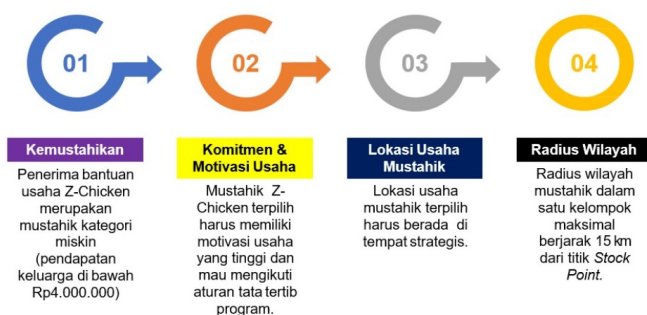 01
02
03
04
Kemustahikan
Penerima bantuan
usaha Z-Chicken
merupakan
mustahik kategori
miskin
(pendapatan
keluarga di bawah
Rp4.000.000)
Komitmen &
Motivasi Usaha
Mustahik Z-
Chicken terpilih
harus memiliki
motivasi usaha
yang tinggi dan
mau mengikuti
aturan tata tertib
program.
Lokasi Usaha
Mustahik
Lokasi usaha
mustahik terpilih
harus berada di
tempat strategis.
Radius Wilayah
Radius wilayah
mustahik dalam
satu kelompok
maksimal
berjarak 15 km
dari titik Stock
Point.